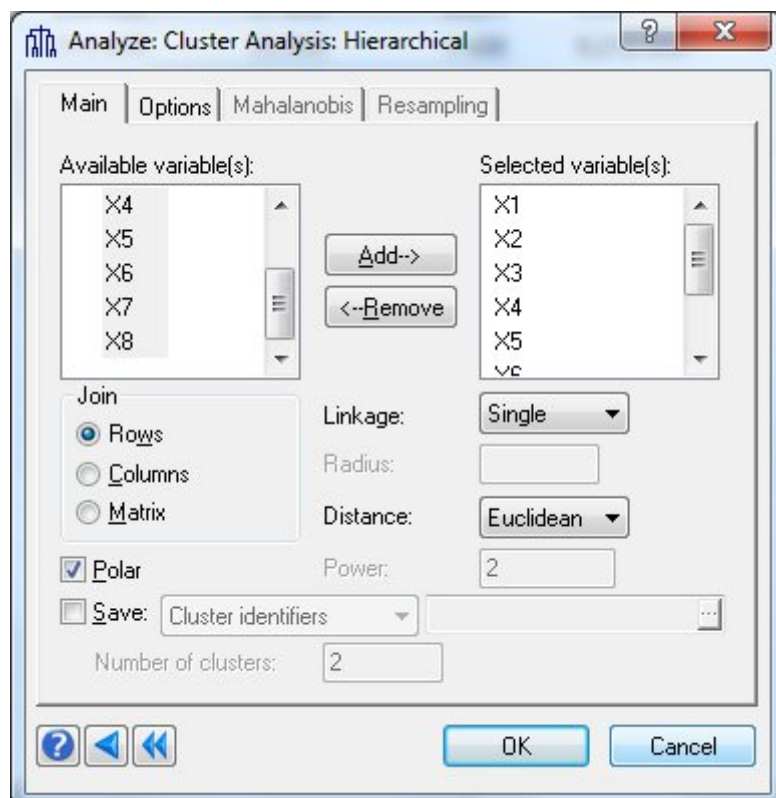 Analyze: Cluster Analysis: Hierarchical
Main Options Mahalanobis Resampling
Available variable(s):
X4
X5
X6
X7
X8
Add-->
<--Remove
Selected variable(s):
X1
X2
X3
X4
X5
Join
Rows
Columns
Matrix
Linkage: Single
Radius:
Distance: Euclidean
Power: 2
Polar
Save: Cluster identifiers ...
Number of clusters: 2
OK Cancel